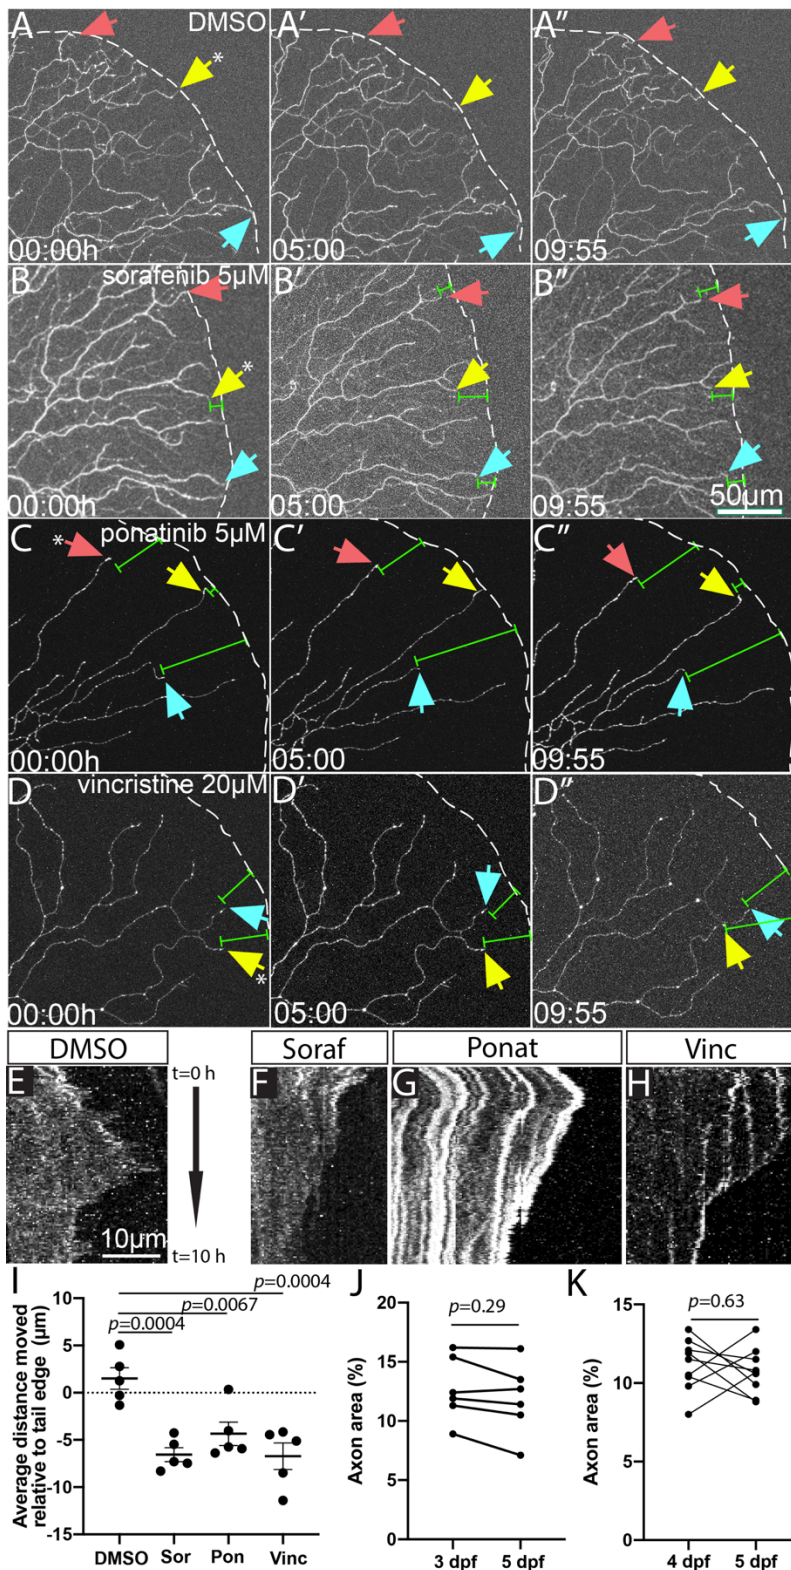 A DMSO * 00:00h
A′ 05:00
A″ 09:55
B sorafenib 5µM * 00:00h
B′ 05:00
B″ 09:55 50µm
C ponatinib 5µM * 00:00h
C′ 05:00
C″ 09:55
D vincristine 20µM * 00:00h
D′ 05:00
D″ 09:55
DMSO
Soraf
Ponat
Vinc
E
t=0 h
F
G
H
10µm
t=10 h
I
p=0.0004
p=0.0067
p=0.0004
Average distance moved
relative to tail edge (µm)
10
5
0
-5
-10
-15
DMSO Sor Pon Vinc
J
p=0.29
Axon area (%)
20
15
10
5
0
3 dpf 5 dpf
K
p=0.63
Axon area (%)
15
10
5
0
4 dpf 5 dpf